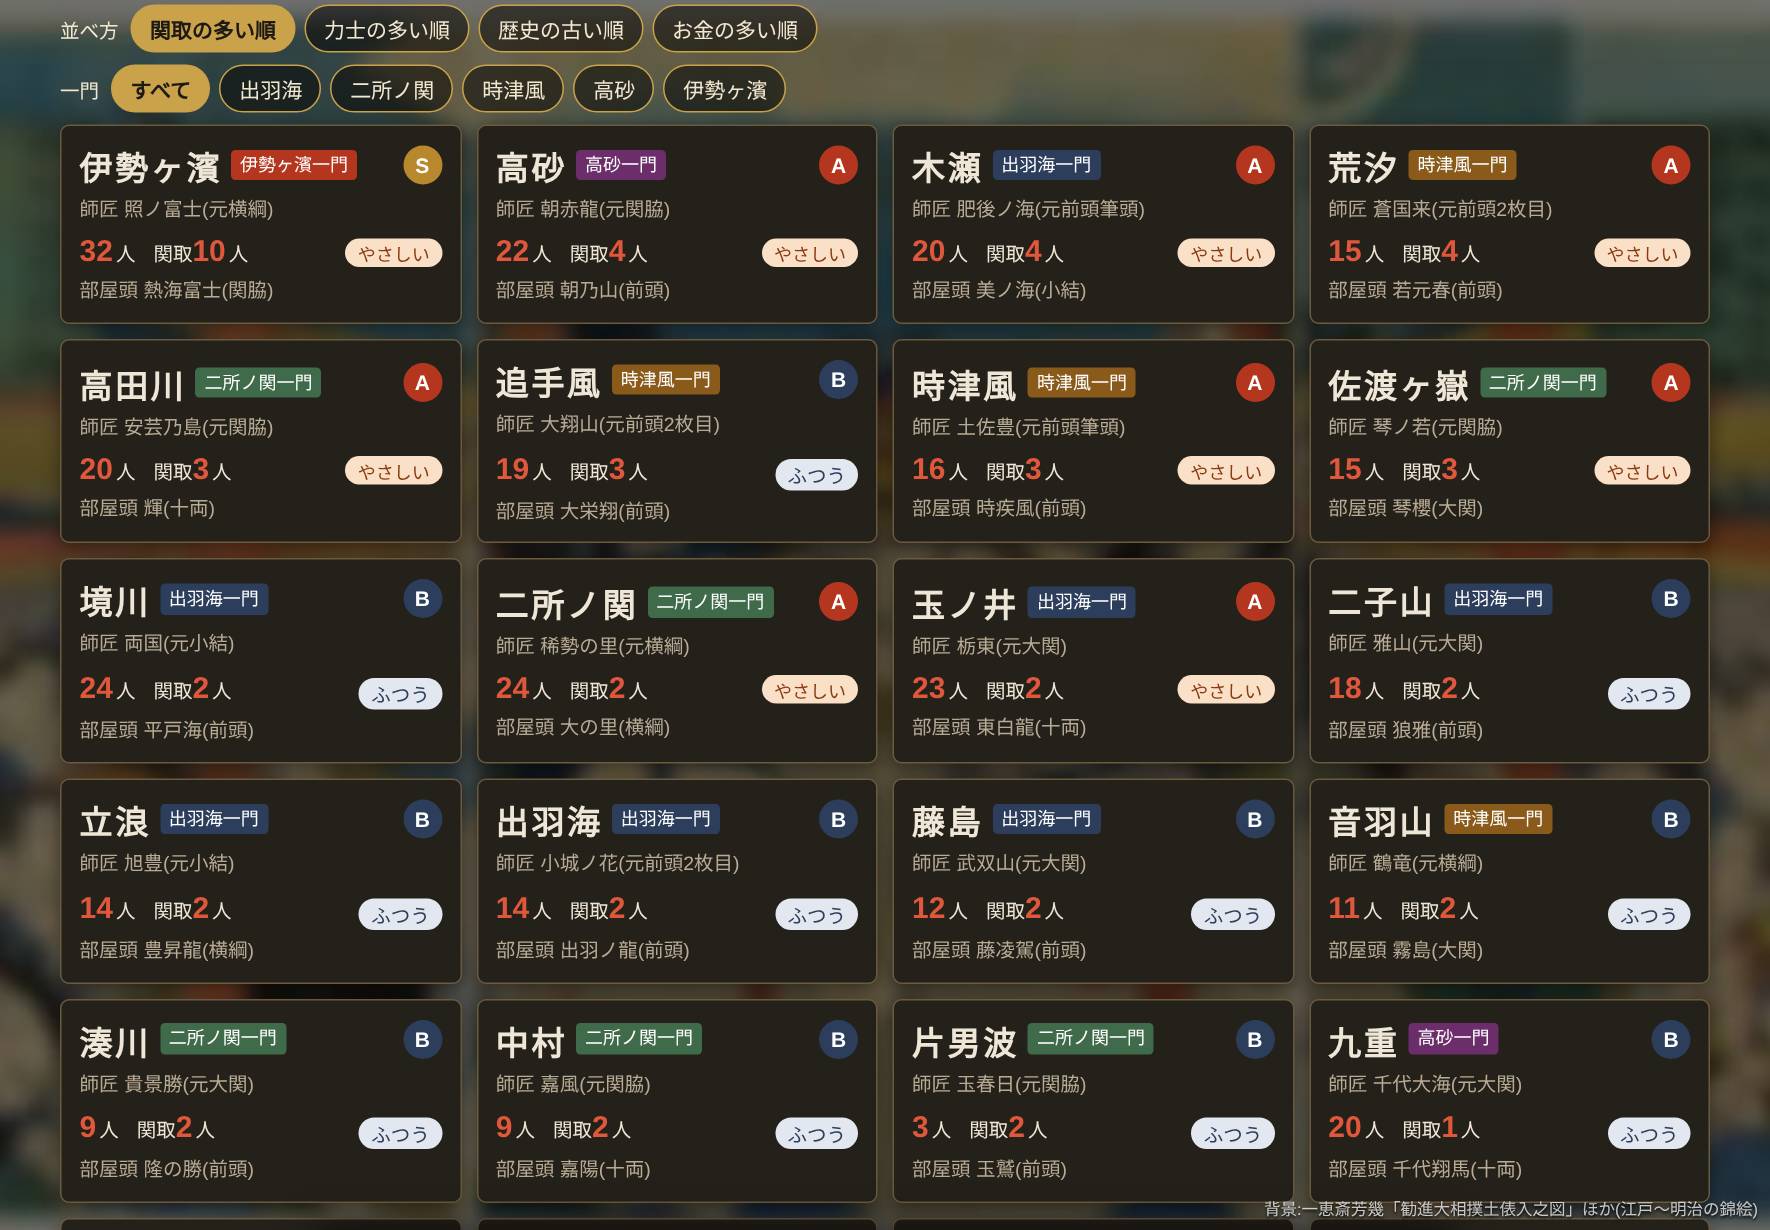 並べ方 関取の多い順 力士の多い順 歴史の古い順 お金の多い順
一門 すべて 出羽海 二所ノ関 時津風 高砂 伊勢ヶ濱
伊勢ヶ濱 伊勢ヶ濱一門 S
師匠 照ノ富士(元横綱)
32人 関取10人 やさしい
部屋頭 熱海富士(関脇)
高砂 高砂一門 A
師匠 朝赤龍(元関脇)
22人 関取4人 やさしい
部屋頭 朝乃山(前頭)
木瀬 出羽海一門 A
師匠 肥後ノ海(元前頭筆頭)
20人 関取4人 やさしい
部屋頭 美ノ海(小結)
荒汐 時津風一門 A
師匠 蒼国来(元前頭2枚目)
15人 関取4人 やさしい
部屋頭 若元春(前頭)
高田川 二所ノ関一門 A
師匠 安芸乃島(元関脇)
20人 関取3人 やさしい
部屋頭 輝(十両)
追手風 時津風一門 B
師匠 大翔山(元前頭2枚目)
19人 関取3人 ふつう
部屋頭 大栄翔(前頭)
時津風 時津風一門 A
師匠 土佐豊(元前頭筆頭)
16人 関取3人 やさしい
部屋頭 時疾風(前頭)
佐渡ヶ嶽 二所ノ関一門 A
師匠 琴ノ若(元関脇)
15人 関取3人 やさしい
部屋頭 琴櫻(大関)
境川 出羽海一門 B
師匠 両国(元小結)
24人 関取2人 ふつう
部屋頭 平戸海(前頭)
二所ノ関 二所ノ関一門 A
師匠 稀勢の里(元横綱)
24人 関取2人 やさしい
部屋頭 大の里(横綱)
玉ノ井 出羽海一門 A
師匠 栃東(元大関)
23人 関取2人 やさしい
部屋頭 東白龍(十両)
二子山 出羽海一門 B
師匠 雅山(元大関)
18人 関取2人 ふつう
部屋頭 狼雅(前頭)
立浪 出羽海一門 B
師匠 旭豊(元小結)
14人 関取2人 ふつう
部屋頭 豊昇龍(横綱)
出羽海 出羽海一門 B
師匠 小城ノ花(元前頭2枚目)
14人 関取2人 ふつう
部屋頭 出羽ノ龍(前頭)
藤島 出羽海一門 B
師匠 武双山(元大関)
12人 関取2人 ふつう
部屋頭 藤凌駕(前頭)
音羽山 時津風一門 B
師匠 鶴竜(元横綱)
11人 関取2人 ふつう
部屋頭 霧島(大関)
湊川 二所ノ関一門 B
師匠 貴景勝(元大関)
9人 関取2人 ふつう
部屋頭 隆の勝(前頭)
中村 二所ノ関一門 B
師匠 嘉風(元関脇)
9人 関取2人 ふつう
部屋頭 嘉陽(十両)
片男波 二所ノ関一門 B
師匠 玉春日(元関脇)
3人 関取2人 ふつう
部屋頭 玉鷲(前頭)
九重 高砂一門 B
師匠 千代大海(元大関)
20人 関取1人 ふつう
部屋頭 千代翔馬(十両)
背景:一恵斎芳幾「勧進大相撲土俵入之図」ほか(江戸〜明治の錦絵)